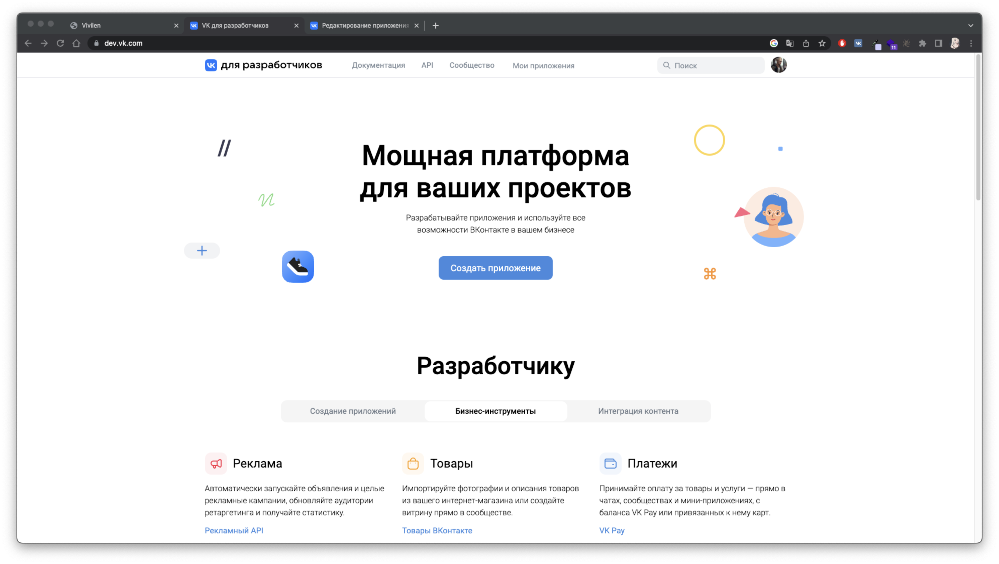 Vivilen
VK для разработчиков
Редактирование приложения
dev.vk.com
11
для разработчиков
Документация
API
Сообщество
Мои приложения
Поиск
Мощная платформа
для ваших проектов
Разрабатывайте приложения и используйте все
возможности ВКонтакте в вашем бизнесе
Создать приложение
Разработчику
Создание приложений
Бизнес-инструменты
Интеграция контента
Реклама
Автоматически запускайте объявления и целые
рекламные кампании, обновляйте аудитории
ретаргетинга и получайте статистику.
Рекламный API
Товары
Импортируйте фотографии и описания товаров
из вашего интернет-магазина или создайте
витрину прямо в сообществе.
Товары ВКонтакте
Платежи
Принимайте оплату за товары и услуги — прямо в
чатах, сообществах и мини-приложениях, с
баланса VK Pay или привязанных к нему карт.
VK Pay